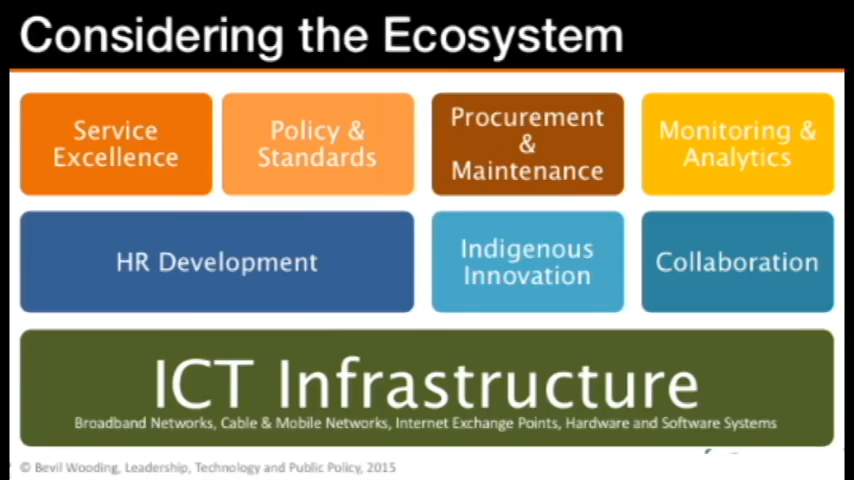 Considering the Ecosystem
Service
Excellence
Policy &
Standards
Procurement
&
Maintenance
Monitoring &
Analytics
HR Development
Indigenous
Innovation
Collaboration
ICT Infrastructure
Broadband Networks, Cable & Mobile Networks, Internet Exchange Points, Hardware and Software Systems
© Bevil Wooding, Leadership, Technology and Public Policy, 2015